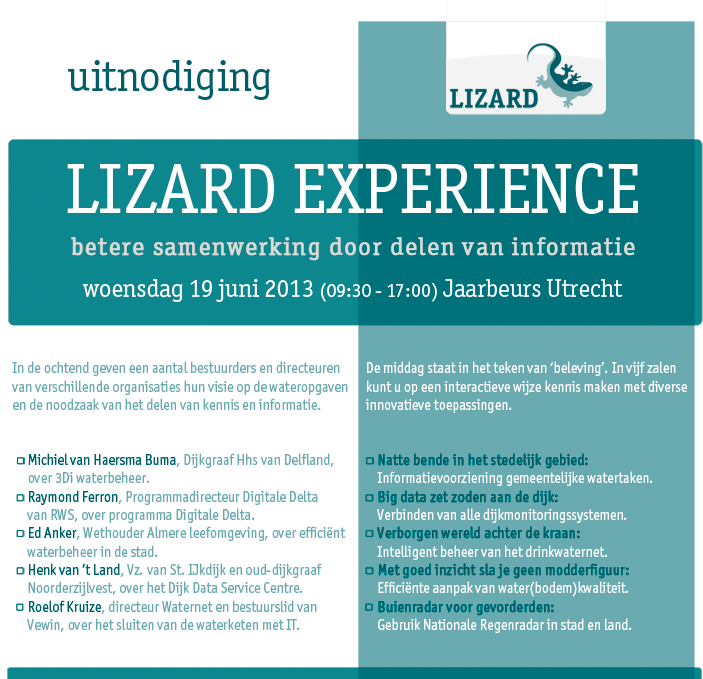 uitnodiging
LIZARD
LIZARD EXPERIENCE
betere samenwerking door delen van informatie
woensdag 19 juni 2013 (09:30 - 17:00) Jaarbeurs Utrecht
In de ochtend geven een aantal bestuurders en directeuren
van verschillende organisaties hun visie op de wateropgaven
en de noodzaak van het delen van kennis en informatie.
Michiel van Haersma Buma, Dijkgraaf Hhs van Delfland,
over 3Di waterbeheer.
Raymond Ferron, Programmadirecteur Digitale Delta
van RWS, over programma Digitale Delta.
Ed Anker, Wethouder Almere leefomgeving, over efficiënt
waterbeheer in de stad.
Henk van 't Land, Vz. van St. IJkdijk en oud-dijkgraaf
Noorderzijlvest, over het Dijk Data Service Centre.
Roelof Kruize, directeur Waternet en bestuurslid van
Vewin, over het sluiten van de waterketen met IT.
De middag staat in het teken van 'beleving'. In vijf zalen
kunt u op een interactieve wijze kennis maken met diverse
innovatieve toepassingen.
Natte bende in het stedelijk gebied:
Informatievoorziening gemeentelijke watertaken.
Big data zet zoden aan de dijk:
Verbinden van alle dijkmonitoringssystemen.
Verborgen wereld achter de kraan:
Intelligent beheer van het drinkwaternet.
Met goed inzicht sla je geen modderfiguur:
Efficiënte aanpak van water(bodem)kwaliteit.
Buienradar voor gevorderden:
Gebruik Nationale Regenradar in stad en land.